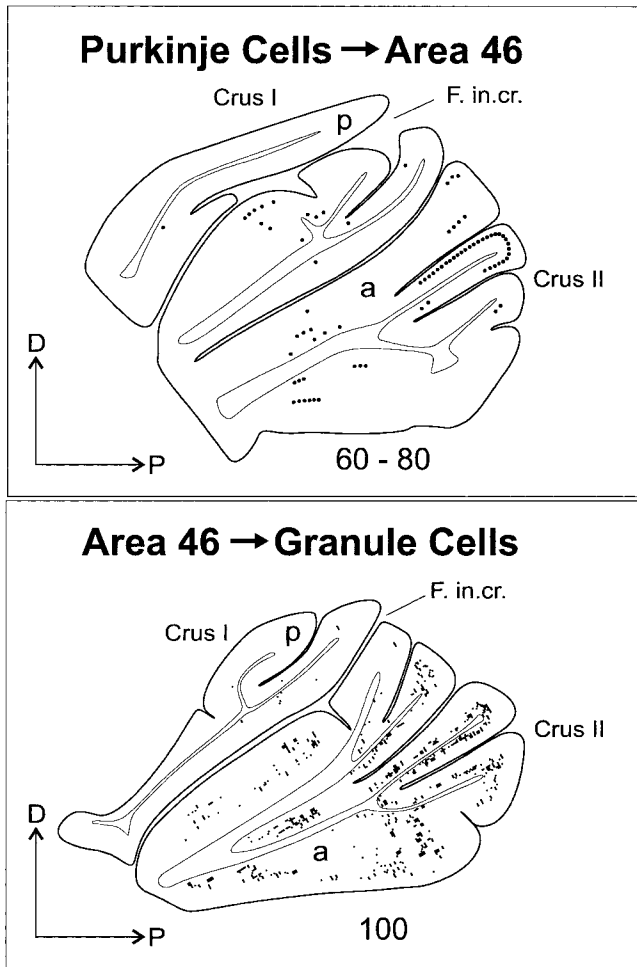 Purkinje Cells → Area 46
Crus I
F. in.cr.
p
a
Crus II
D
P
60 - 80
Area 46 → Granule Cells
F. in.cr.
Crus I
p
Crus II
D
a
P
100